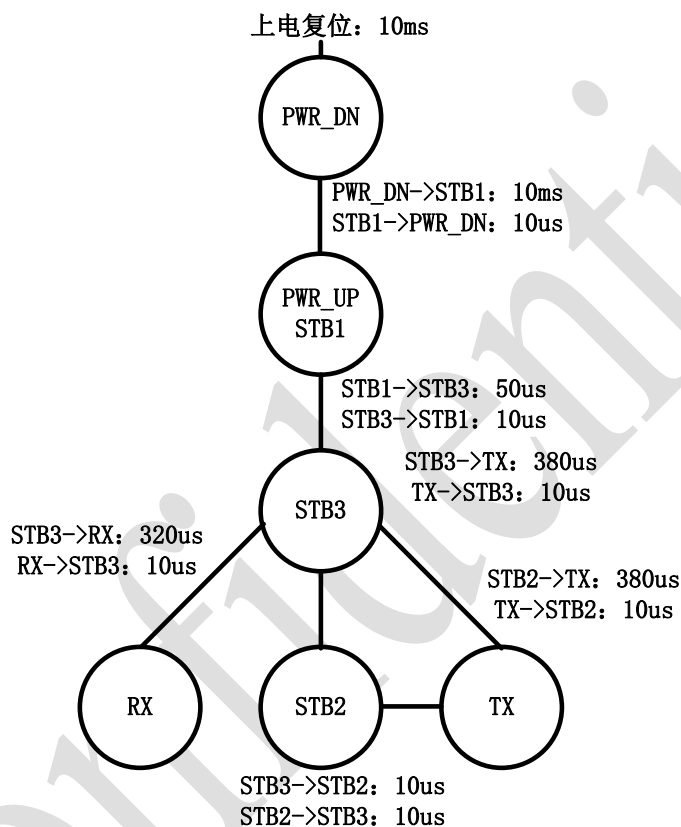 上电复位：10ms
PWR_DN
PWR_DN->STB1：10ms
STB1->PWR_DN：10us
PWR_UP
STB1
STB1->STB3：50us
STB3->STB1：10us
STB3->TX：380us
TX->STB3：10us
STB3
STB3->RX：320us
RX->STB3：10us
STB2->TX：380us
TX->STB2：10us
RX
STB2
TX
STB3->STB2：10us
STB2->STB3：10us